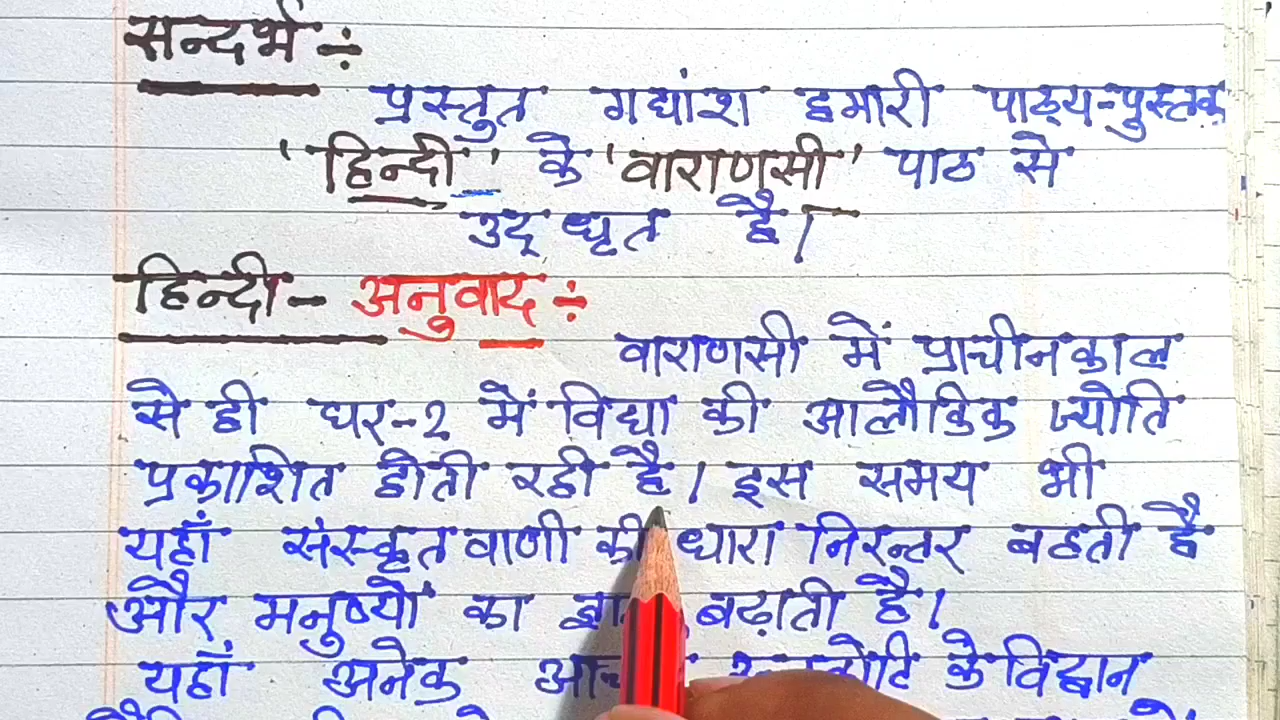 सन्दर्भ ÷
प्रस्तुत गद्यांश हमारी पाठ्य-पुस्तक
'हिन्दी' के 'वाराणसी' पाठ से
उद्धृत है।
हिन्दी - अनुवाद ÷
वाराणसी में प्राचीनकाल
से ही घर-2 में विद्या की आलौकिक ज्योति
प्रकाशित होती रही है। इस समय भी
यहाँ संस्कृतवाणी की धारा निरन्तर बहती है
और मनुष्यों का बढ़ाती है।
यहाँ अनेक के विद्वान